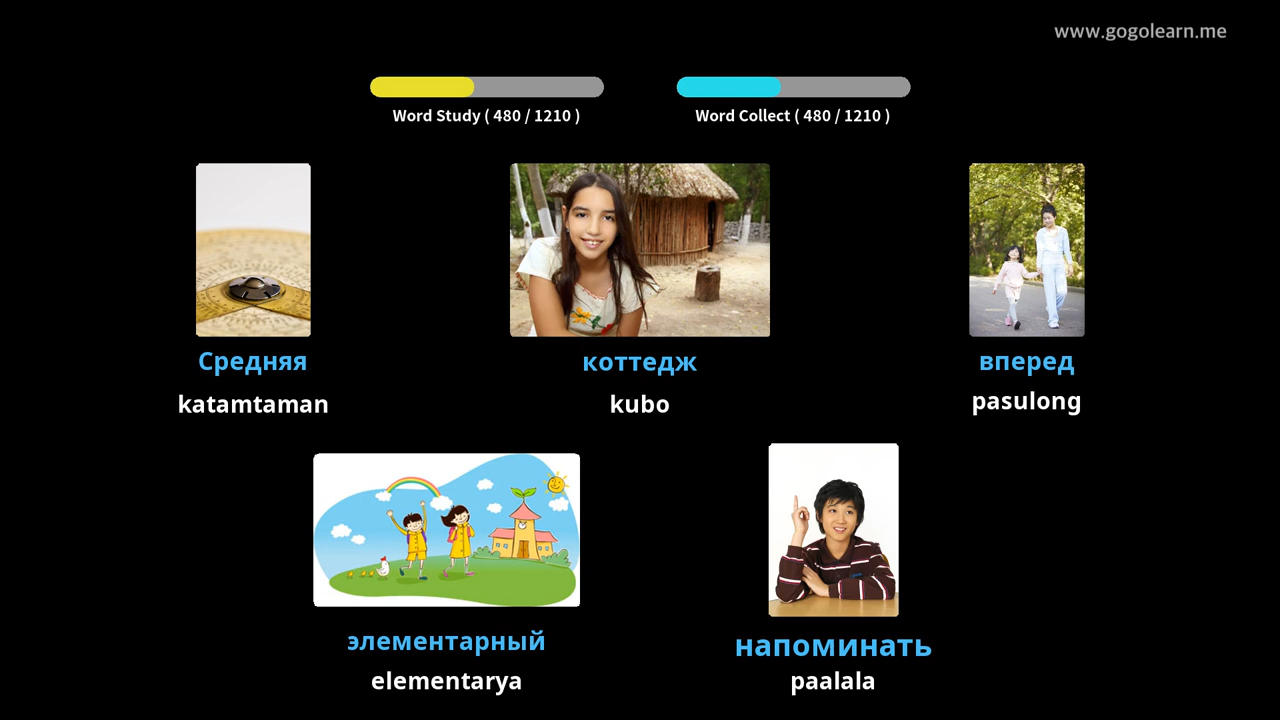 www.gogolearn.me
Word Study ( 480 / 1210 )
Word Collect ( 480 / 1210 )
Средняя
katamtaman
коттедж
kubo
вперед
pasulong
элементарный
elementarya
напоминать
paalala